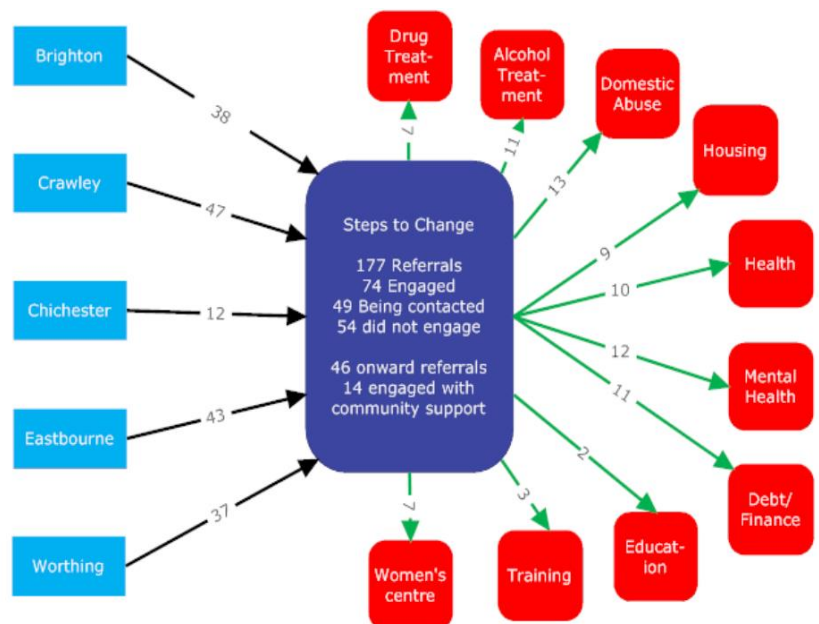 Brighton
Crawley
Chichester
Eastbourne
Worthing
38
47
12
43
37
Steps to Change
177 Referrals
74 Engaged
49 Being contacted
54 did not engage
46 onward referrals
14 engaged with
community support
7
11
13
9
10
12
11
2
3
7
Drug
Treat-
ment
Alcohol
Treat-
ment
Domestic
Abuse
Housing
Health
Mental
Health
Debt/
Finance
Educat-
ion
Training
Women's
centre